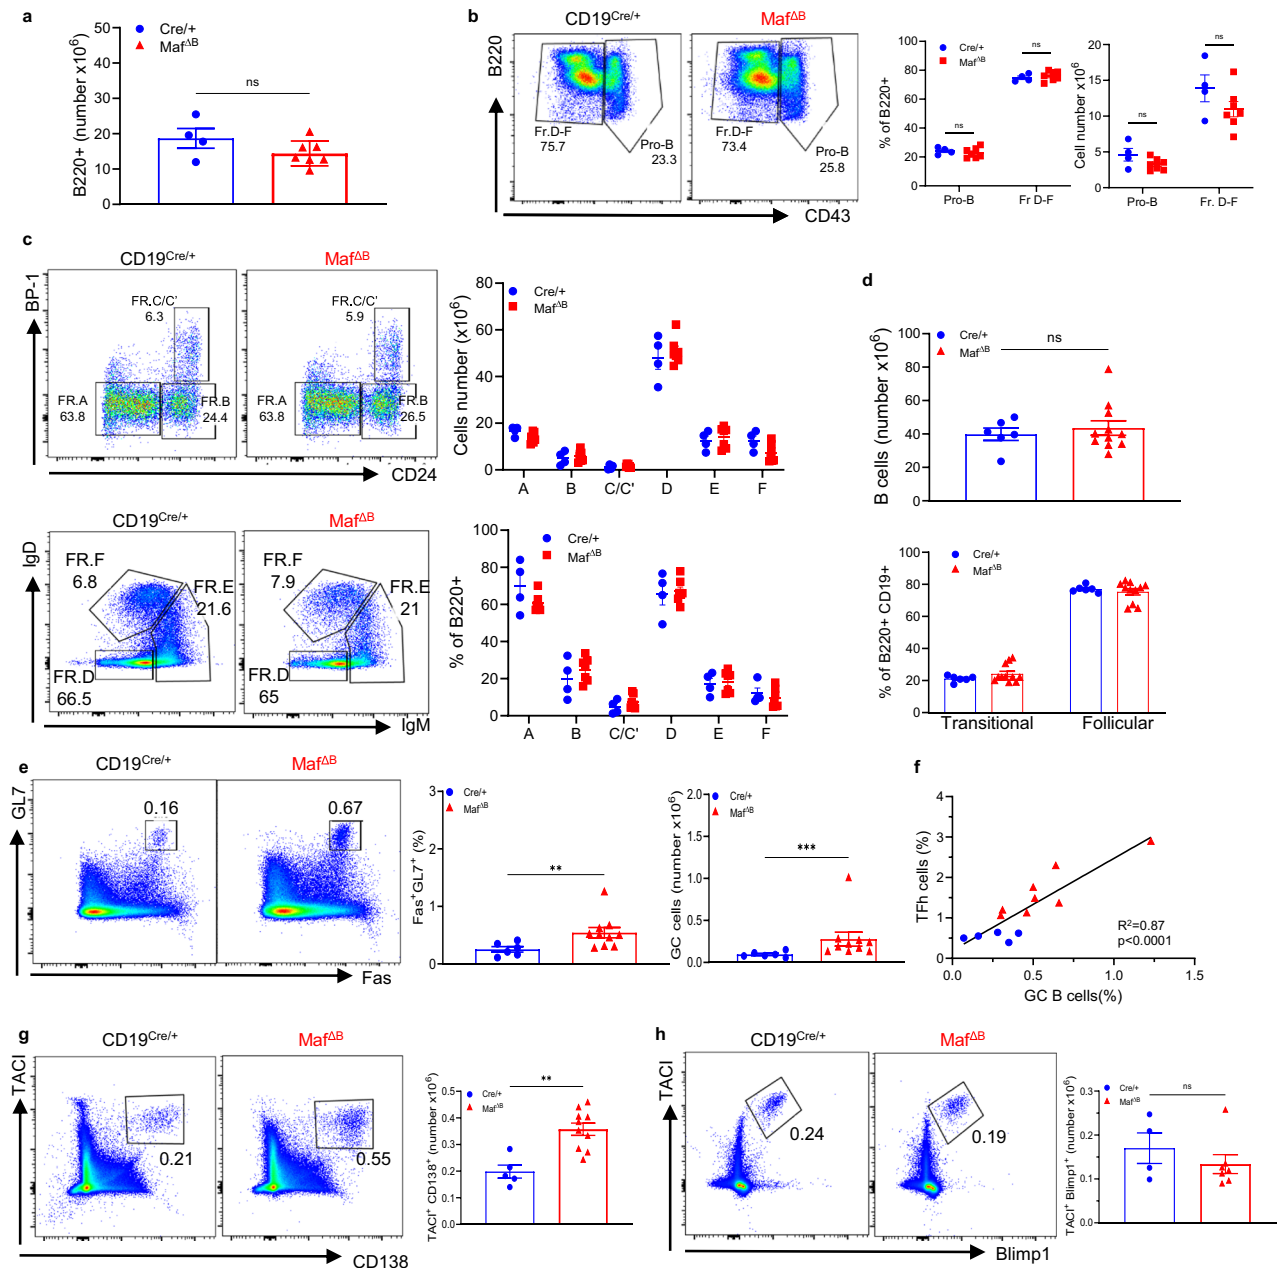 a
Cre/+
Maf^ΔB
B220+ (number x10^6)
50
40
30
20
10
0
ns
b
CD19^Cre/+
Maf^ΔB
B220
Fr.D-F
75.7
Pro-B
23.3
Fr.D-F
73.4
Pro-B
25.8
CD43
% of B220+
100
80
60
40
20
0
Cre/+
Maf^ΔB
ns
ns
Pro-B
Fr D-F
Cell number x10^6
20
15
10
5
0
ns
ns
Pro-B
Fr. D-F
c
CD19^Cre/+
Maf^ΔB
BP-1
FR.C/C'
6.3
FR.A
63.8
FR.B
24.4
FR.C/C'
5.9
FR.A
63.8
FR.B
26.5
CD24
Cells number (x10^6)
80
60
40
20
0
Cre/+
Maf^ΔB
A B C/C' D E F
CD19^Cre/+
Maf^ΔB
IgD
FR.F
6.8
FR.E
21.6
FR.D
66.5
FR.F
7.9
FR.E
21
FR.D
65
IgM
% of B220+
100
80
60
40
20
0
Cre/+
Maf^ΔB
A B C/C' D E F
d
B cells (number x10^6)
100
80
60
40
20
0
Cre/+
Maf^ΔB
ns
% of B220+ CD19+
100
80
60
40
20
0
Cre/+
Maf^ΔB
Transitional
Follicular
e
CD19^Cre/+
Maf^ΔB
GL7
0.16
0.67
Fas
Fas^+GL7^+ (%)
3
2
1
0
Cre/+
Maf^ΔB
**
GC cells (number x10^6)
2.0
1.5
1.0
0.5
0.0
Cre/+
Maf^ΔB
***
f
TFh cells (%)
4
3
2
1
0
R^2=0.87
p<0.0001
0.0 0.5 1.0 1.5
GC B cells(%)
g
CD19^Cre/+
Maf^ΔB
TACI
0.21
0.55
CD138
TACI^+ CD138^+ (number x10^6)
0.5
0.4
0.3
0.2
0.1
0.0
Cre/+
Maf^ΔB
**
h
CD19^Cre/+
Maf^ΔB
TACI
0.24
0.19
Blimp1
TACI^+ Blimp1^+ (number x10^6)
0.3
0.2
0.1
0.0
Cre/+
Maf^ΔB
ns